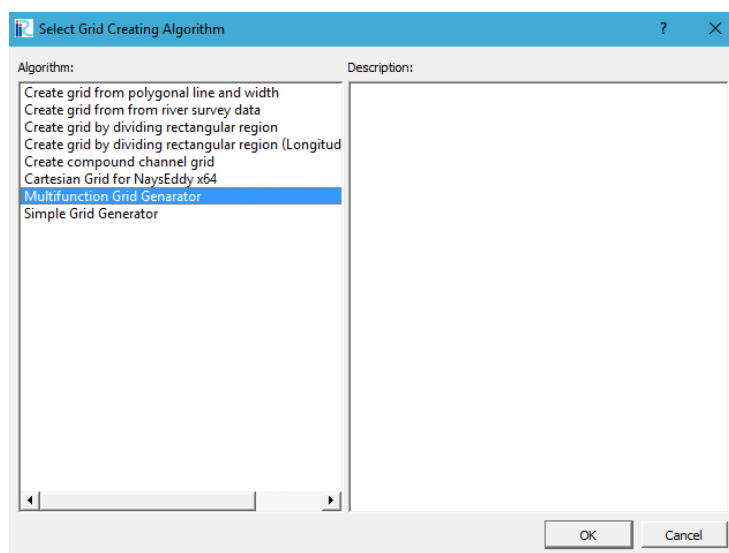 Select Grid Creating Algorithm
Algorithm:
Description:
Create grid from polygonal line and width
Create grid from from river survey data
Create grid by dividing rectangular region
Create grid by dividing rectangular region (Longitud
Create compound channel grid
Cartesian Grid for NaysEddy x64
Multifunction Grid Genarator
Simple Grid Generator
OK
Cancel